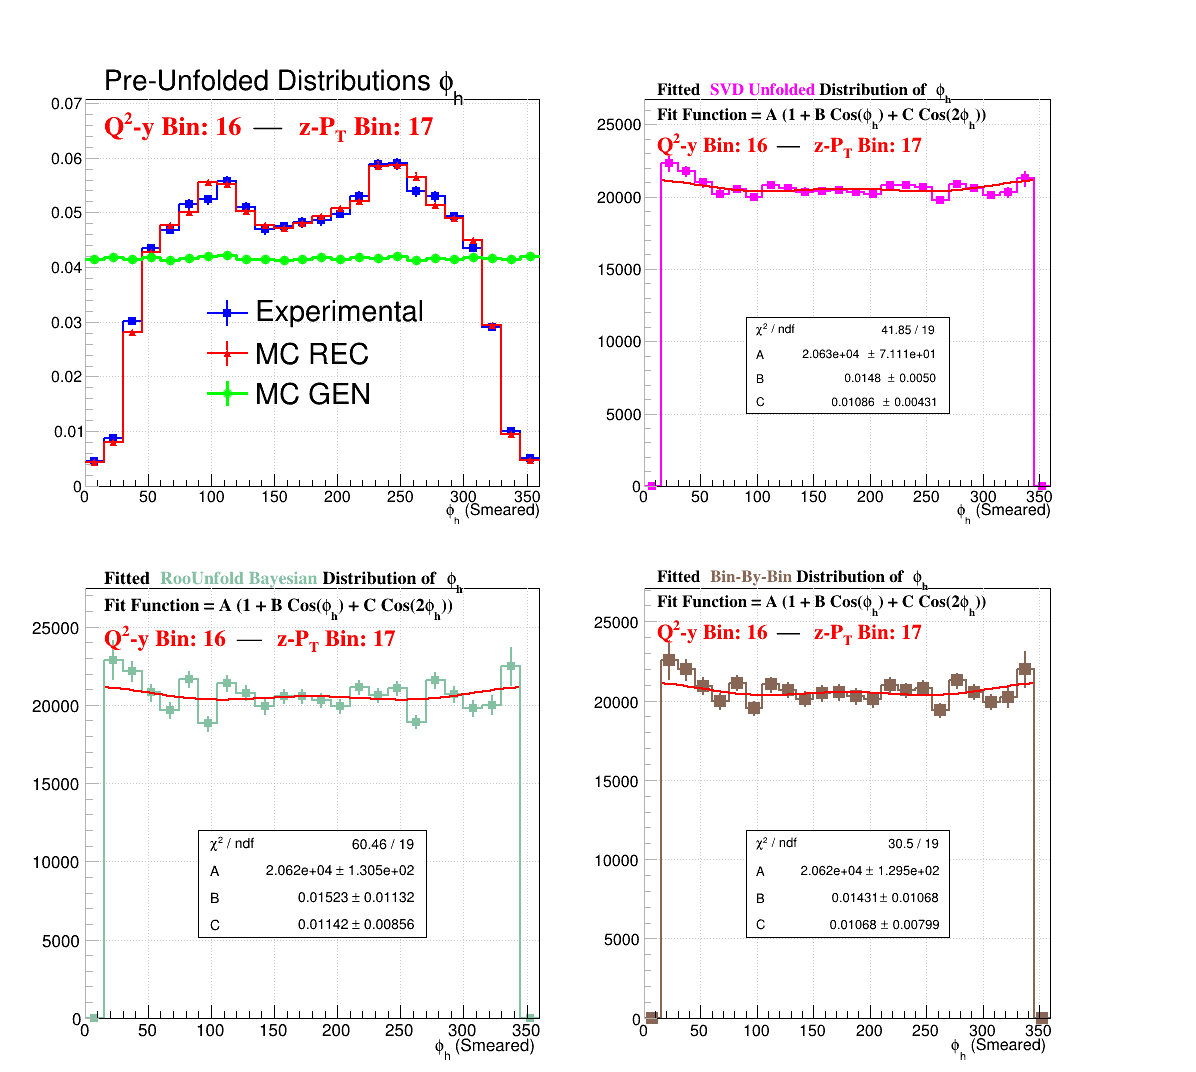 Pre-Unfolded Distributions ϕh
Q²-y Bin: 16 — z-PT Bin: 17
0.07
0.06
0.05
0.04
0.03
0.02
0.01
0
Experimental
MC REC
MC GEN
0 50 100 150 200 250 300 350
ϕh (Smeared)
Fitted SVD Unfolded Distribution of ϕh
Fit Function = A (1 + B Cos(ϕh) + C Cos(2ϕh))
Q²-y Bin: 16 — z-PT Bin: 17
25000
20000
15000
10000
5000
0
χ² / ndf 41.85 / 19
A 2.063e+04 ± 7.111e+01
B 0.0148 ± 0.0050
C 0.01086 ± 0.00431
0 50 100 150 200 250 300 350
ϕh (Smeared)
Fitted RooUnfold Bayesian Distribution of ϕh
Fit Function = A (1 + B Cos(ϕh) + C Cos(2ϕh))
Q²-y Bin: 16 — z-PT Bin: 17
25000
20000
15000
10000
5000
0
χ² / ndf 60.46 / 19
A 2.062e+04 ± 1.305e+02
B 0.01523 ± 0.01132
C 0.01142 ± 0.00856
0 50 100 150 200 250 300 350
ϕh (Smeared)
Fitted Bin-By-Bin Distribution of ϕh
Fit Function = A (1 + B Cos(ϕh) + C Cos(2ϕh))
Q²-y Bin: 16 — z-PT Bin: 17
25000
20000
15000
10000
5000
0
χ² / ndf 30.5 / 19
A 2.062e+04 ± 1.295e+02
B 0.01431 ± 0.01068
C 0.01068 ± 0.00799
0 50 100 150 200 250 300 350
ϕh (Smeared)